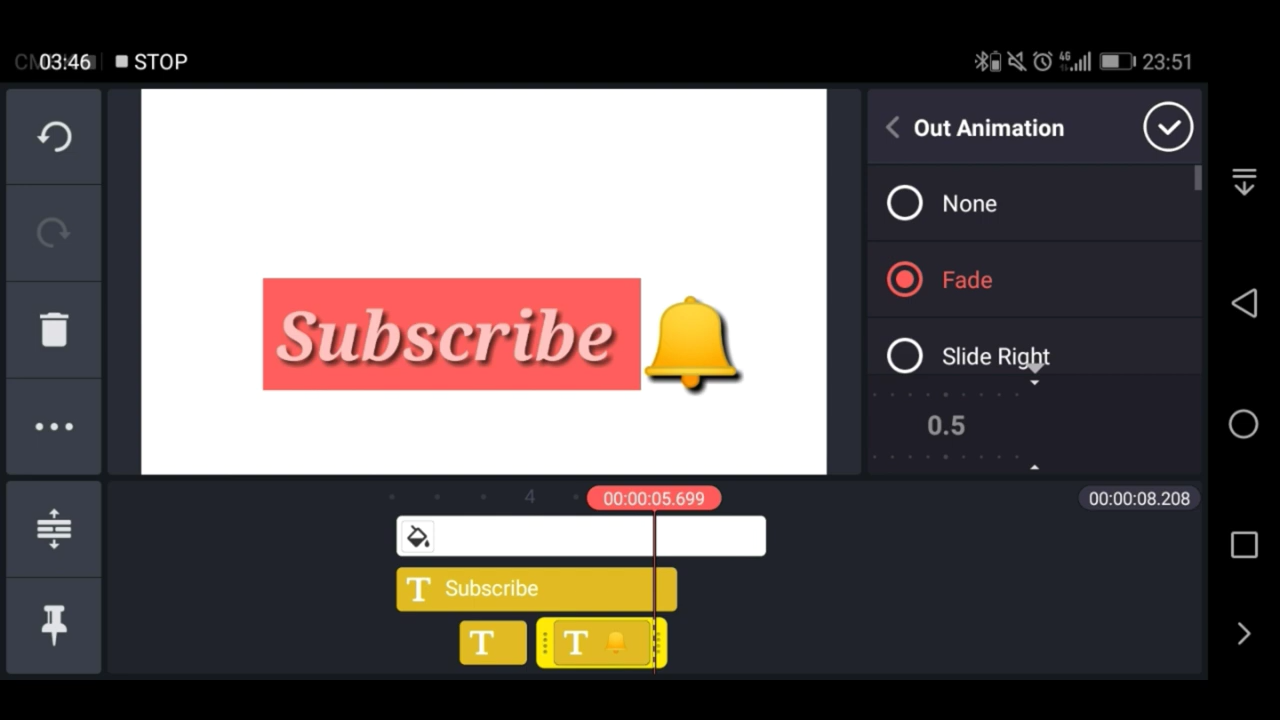 03:46 STOP
4G 23:51
Out Animation
None
Fade
Slide Right
0.5
Subscribe
4
00:00:05.699
00:00:08.208
T Subscribe
T
T